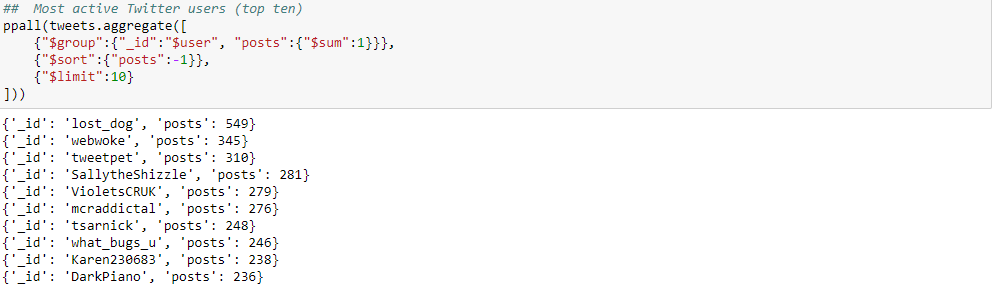 ##  Most active Twitter users (top ten)
ppall(tweets.aggregate([
    {"$group":{"_id":"$user", "posts":{"$sum":1}}},
    {"$sort":{"posts":-1}},
    {"$limit":10}
]))
{'_id': 'lost_dog', 'posts': 549}
{'_id': 'webwoke', 'posts': 345}
{'_id': 'tweetpet', 'posts': 310}
{'_id': 'SallytheShizzle', 'posts': 281}
{'_id': 'VioletsCRUK', 'posts': 279}
{'_id': 'mcraddictal', 'posts': 276}
{'_id': 'tsarnick', 'posts': 248}
{'_id': 'what_bugs_u', 'posts': 246}
{'_id': 'Karen230683', 'posts': 238}
{'_id': 'DarkPiano', 'posts': 236}